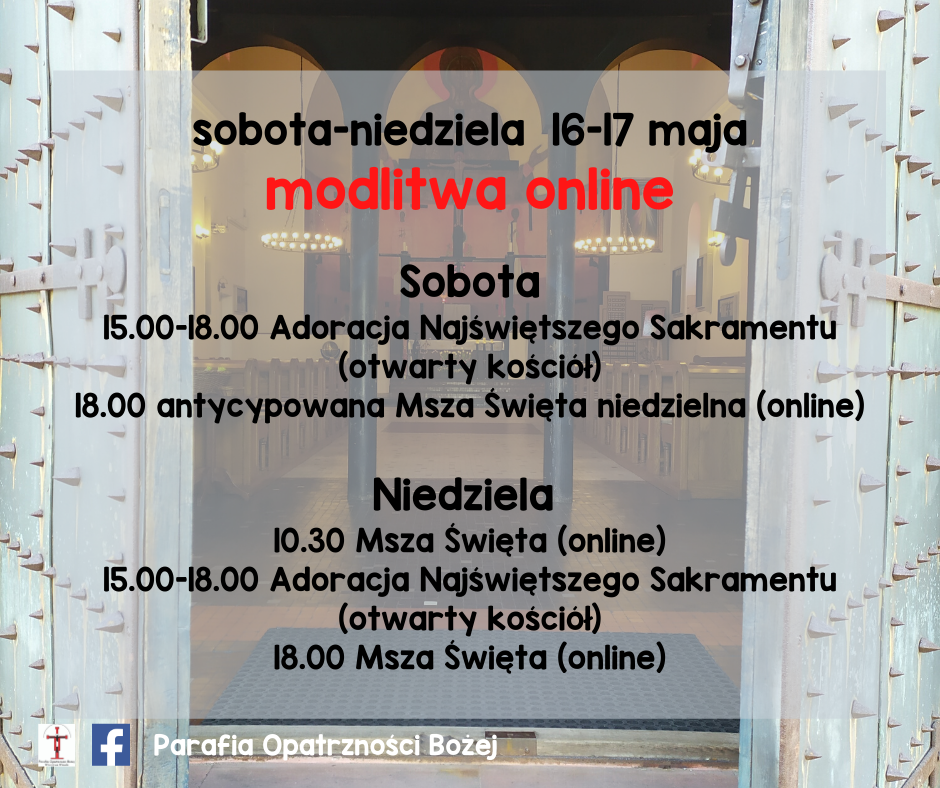 sobota-niedziela 16-17 maja
modlitwa online
Sobota
15.00-18.00 Adoracja Najświętszego Sakramentu
(otwarty kościół)
18.00 antycypowana Msza Święta niedzielna (online)
Niedziela
10.30 Msza Święta (online)
15.00-18.00 Adoracja Najświętszego Sakramentu
(otwarty kościół)
18.00 Msza Święta (online)
Parafia Opatrzności Bożej